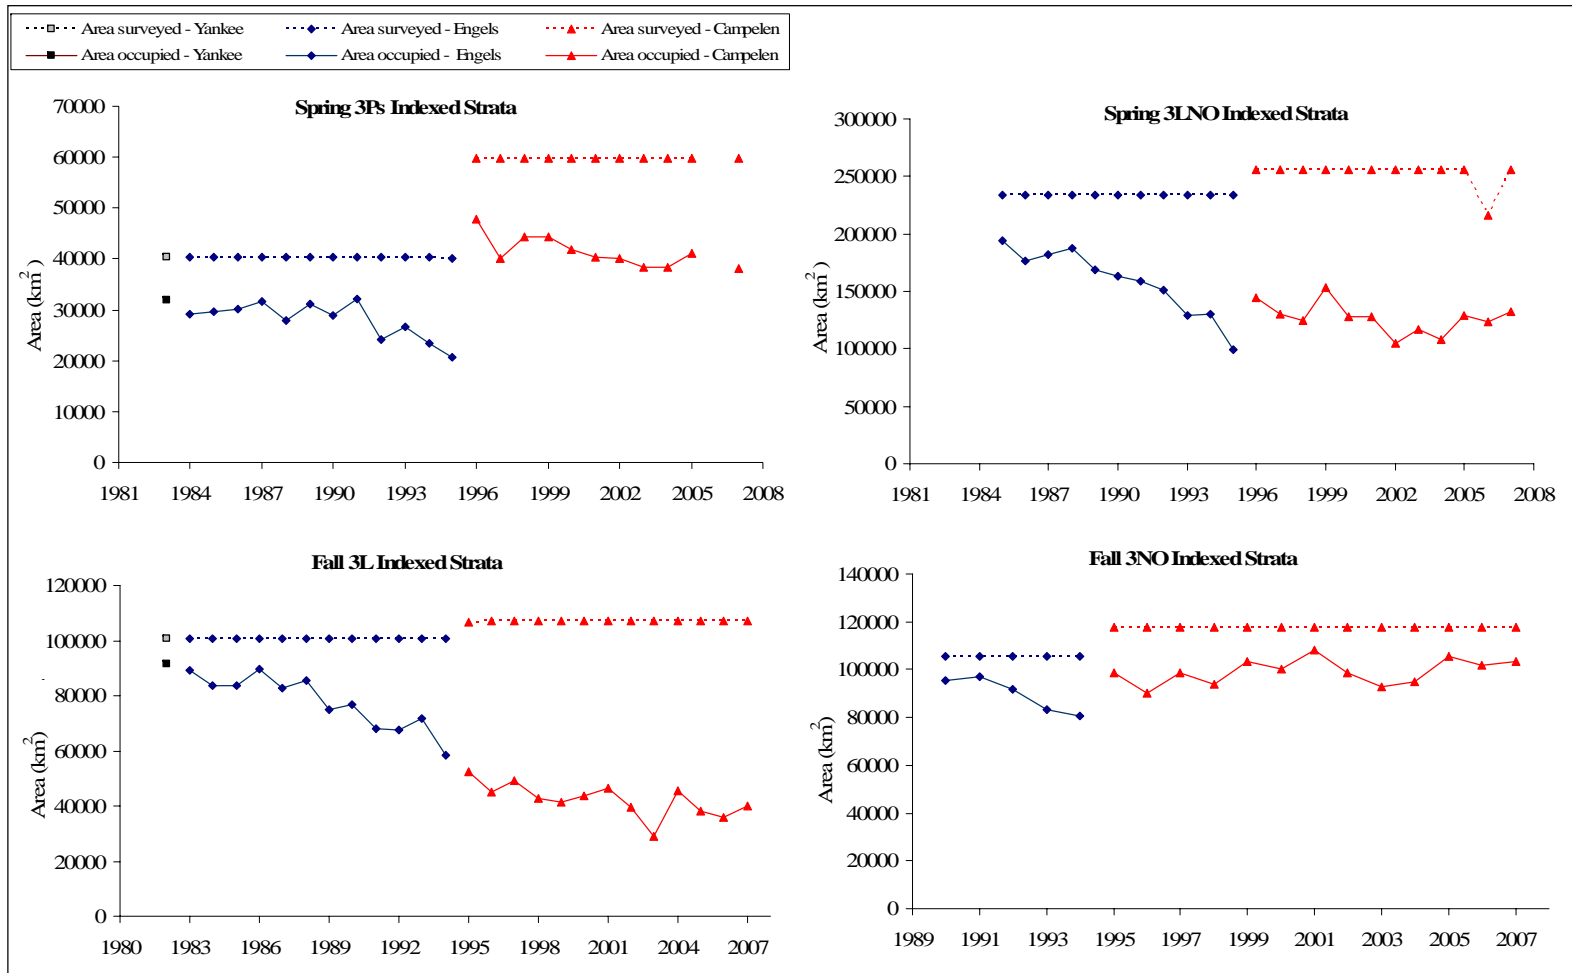 Area surveyed - Yankee Area surveyed - Engels Area surveyed - Campelen
Area occupied - Yankee Area occupied - Engels Area occupied - Campelen
Spring 3Ps Indexed Strata
Area (km²)
70000
60000
50000
40000
30000
20000
10000
0
1981 1984 1987 1990 1993 1996 1999 2002 2005 2008
Spring 3LNO Indexed Strata
Area (km²)
300000
250000
200000
150000
100000
50000
0
1981 1984 1987 1990 1993 1996 1999 2002 2005 2008
Fall 3L Indexed Strata
Area (km²)
120000
100000
80000
60000
40000
20000
0
1980 1983 1986 1989 1992 1995 1998 2001 2004 2007
Fall 3NO Indexed Strata
Area (km²)
140000
120000
100000
80000
60000
40000
20000
0
1989 1991 1993 1995 1997 1999 2001 2003 2005 2007